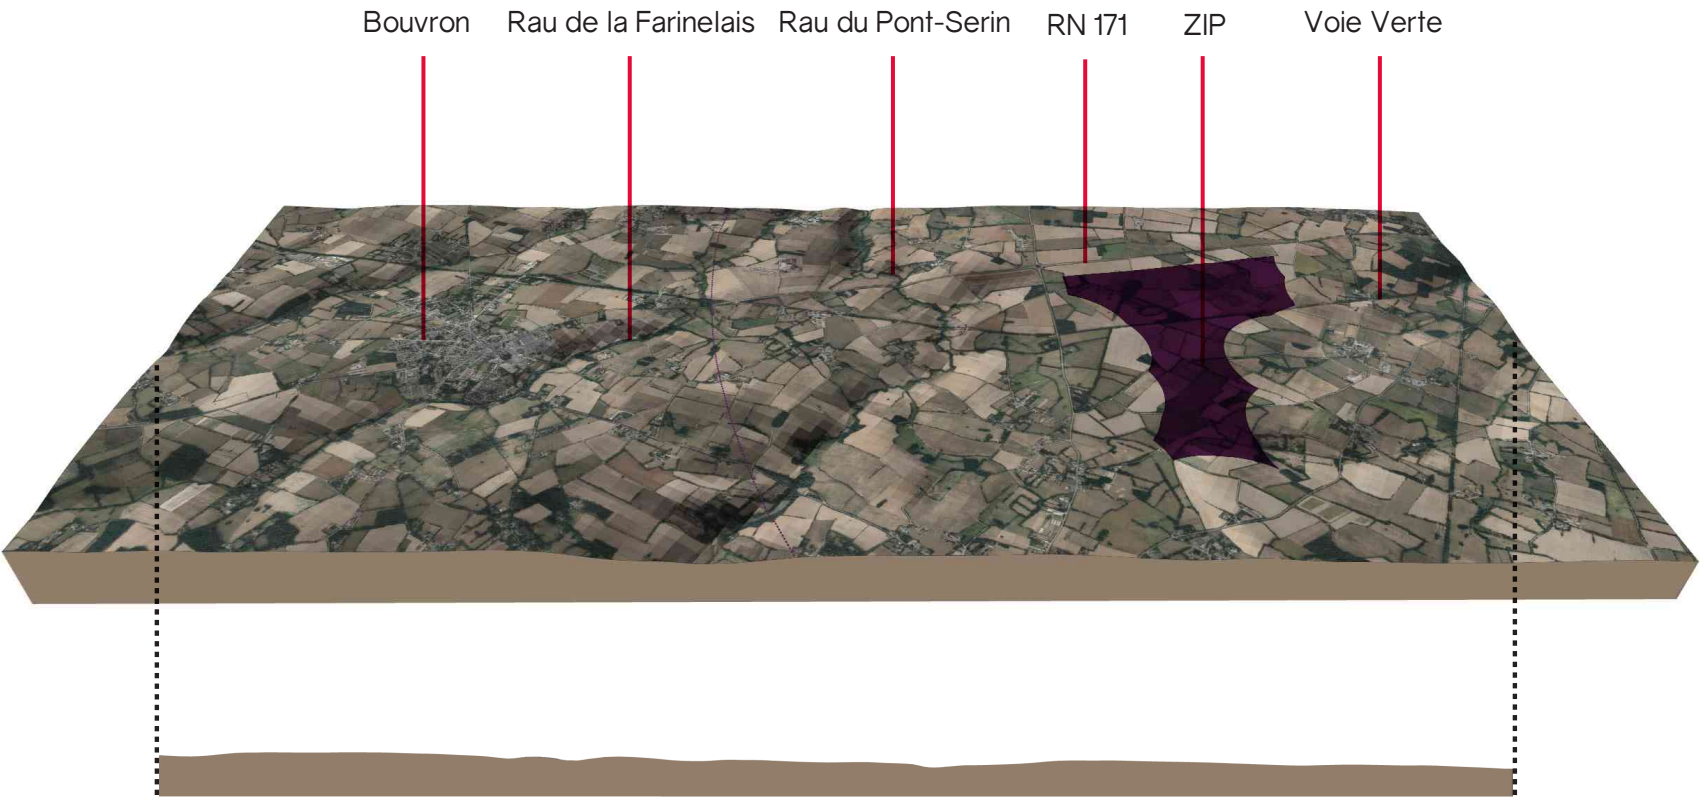 Bouvron
Rau de la Farinelais
Rau du Pont-Serin
RN 171
ZIP
Voie Verte